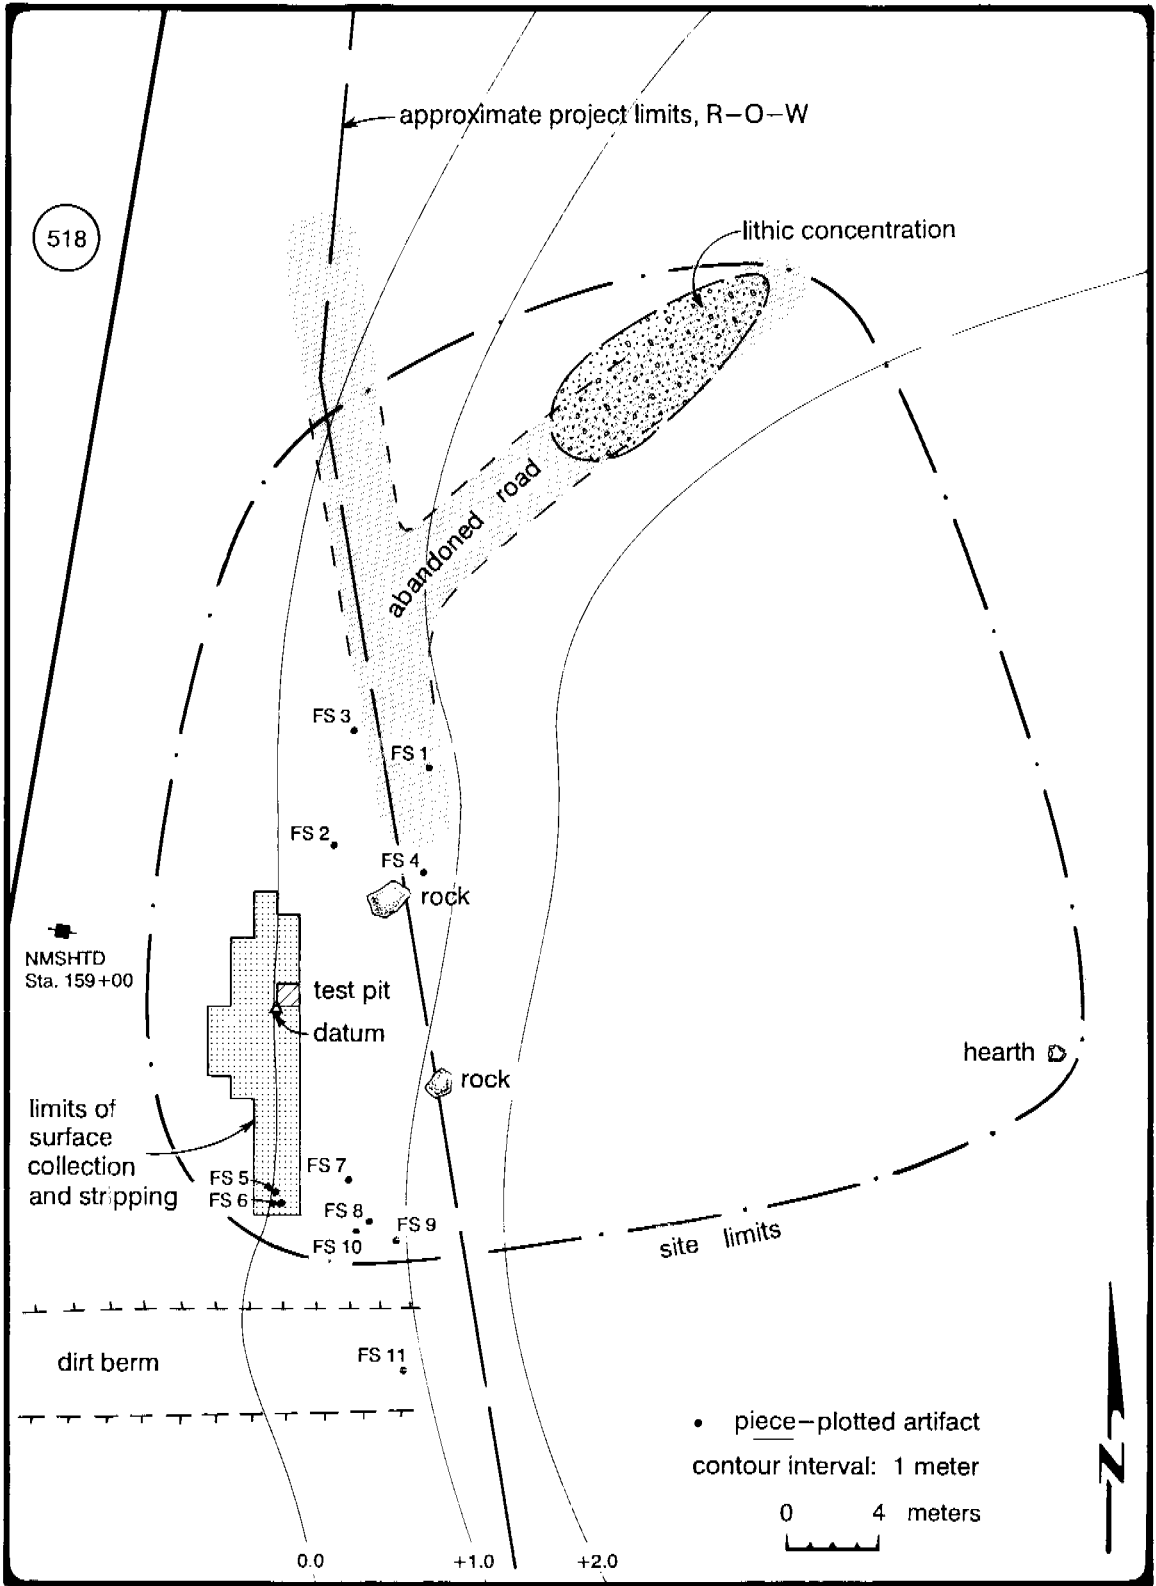 approximate project limits, R-O-W
518
lithic concentration
abandoned road
FS 3
FS 1
FS 2
FS 4
rock
NMSHTD
Sta. 159+00
test pit
datum
hearth
rock
limits of
surface
collection
and stripping
FS 7
FS 5
FS 6
FS 8
FS 9
FS 10
site limits
dirt berm
FS 11
piece-plotted artifact
contour interval: 1 meter
0 4 meters
N
0.0
+1.0
+2.0